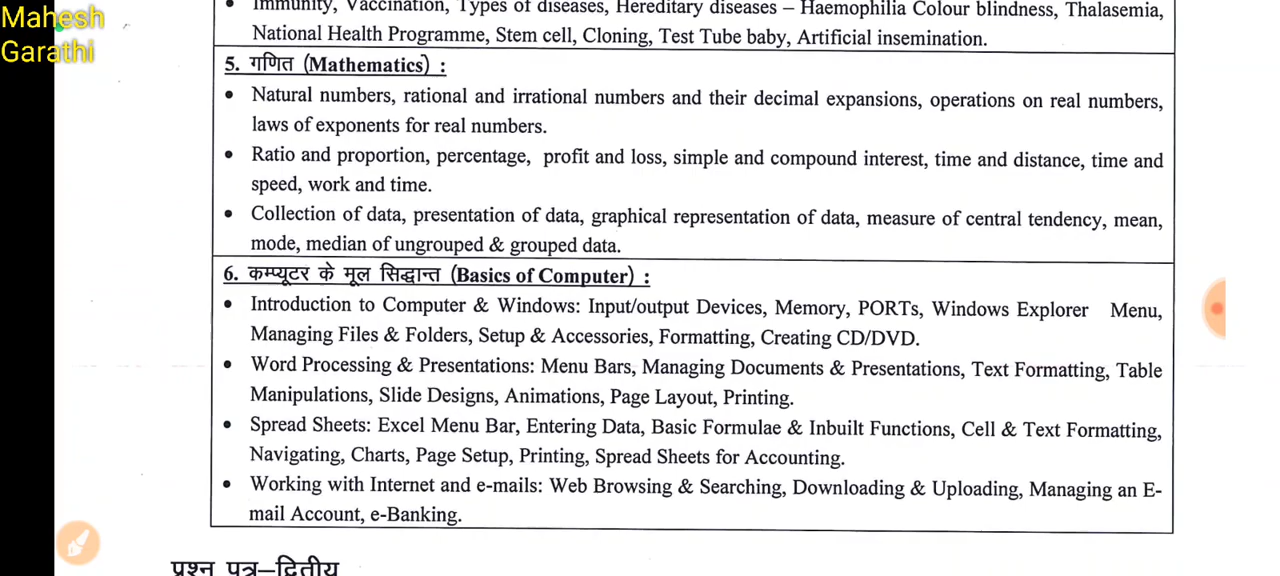 Mahesh
Garathi
• Immunity, Vaccination, Types of diseases, Hereditary diseases – Haemophilia Colour blindness, Thalasemia,
National Health Programme, Stem cell, Cloning, Test Tube baby, Artificial insemination.
5. गणित (Mathematics) :
• Natural numbers, rational and irrational numbers and their decimal expansions, operations on real numbers,
laws of exponents for real numbers.
• Ratio and proportion, percentage, profit and loss, simple and compound interest, time and distance, time and
speed, work and time.
• Collection of data, presentation of data, graphical representation of data, measure of central tendency, mean,
mode, median of ungrouped & grouped data.
6. कम्प्यूटर के मूल सिद्धान्त (Basics of Computer) :
• Introduction to Computer & Windows: Input/output Devices, Memory, PORTs, Windows Explorer Menu,
Managing Files & Folders, Setup & Accessories, Formatting, Creating CD/DVD.
• Word Processing & Presentations: Menu Bars, Managing Documents & Presentations, Text Formatting, Table
Manipulations, Slide Designs, Animations, Page Layout, Printing.
• Spread Sheets: Excel Menu Bar, Entering Data, Basic Formulae & Inbuilt Functions, Cell & Text Formatting,
Navigating, Charts, Page Setup, Printing, Spread Sheets for Accounting.
• Working with Internet and e-mails: Web Browsing & Searching, Downloading & Uploading, Managing an E-
mail Account, e-Banking.
प्रश्न पत्र–द्वितीय